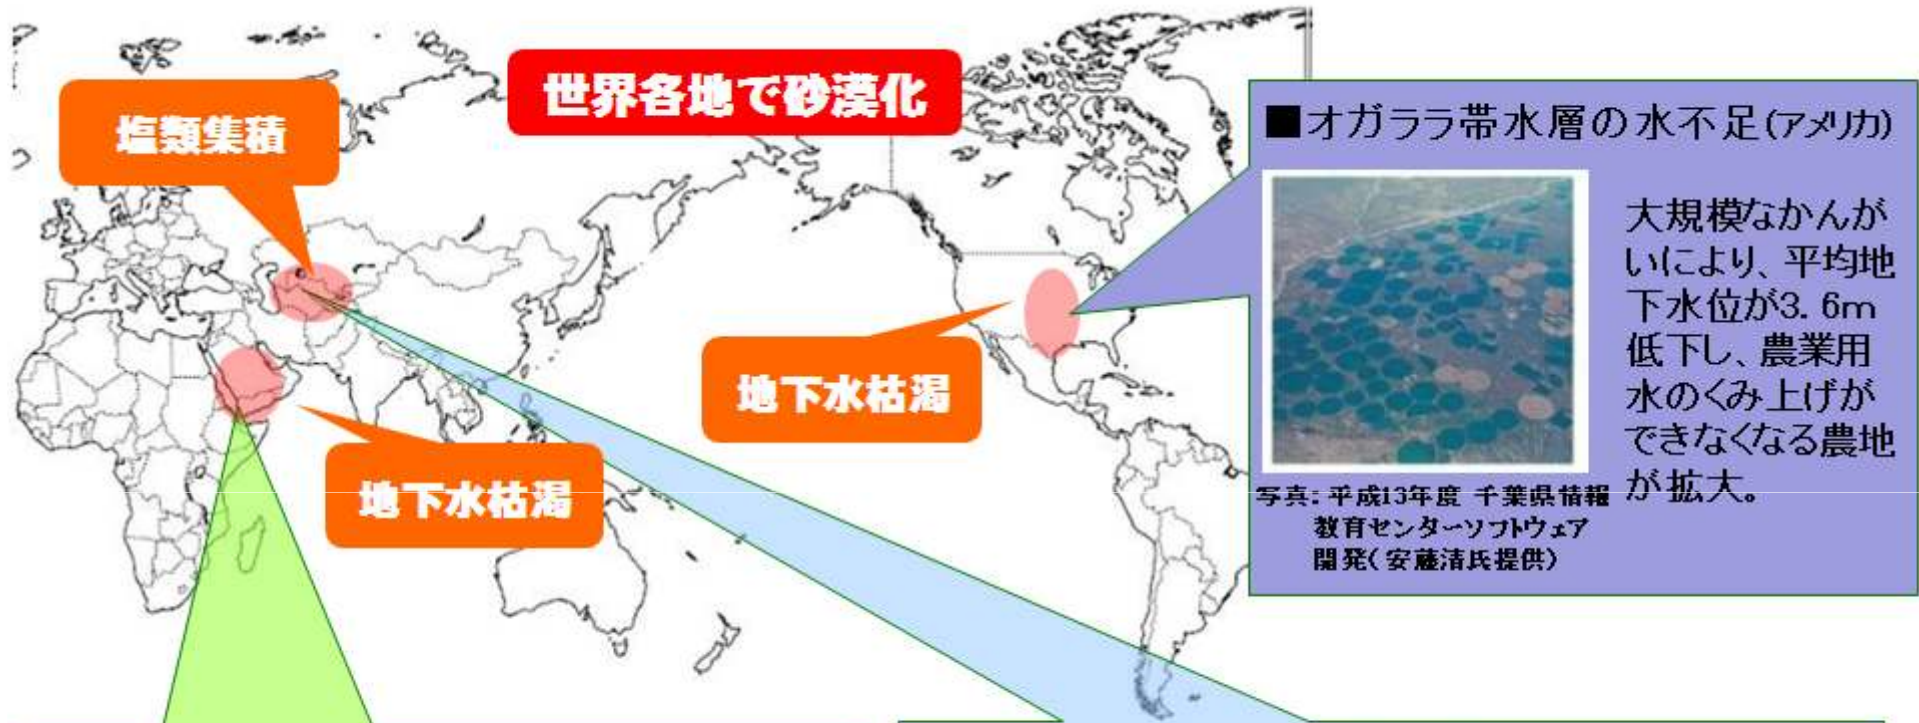 世界各地で砂漠化
塩類集積
地下水枯渇
地下水枯渇
■オガララ帯水層の水不足(アメリカ)
大規模なかんが
いにより、平均地
下水位が3.6m
低下し、農業用
水のくみ上げが
できなくなる農地
が拡大。
写真:平成13年度 千葉県情報
教育センターソフトウェア
開発(安藤清氏提供)